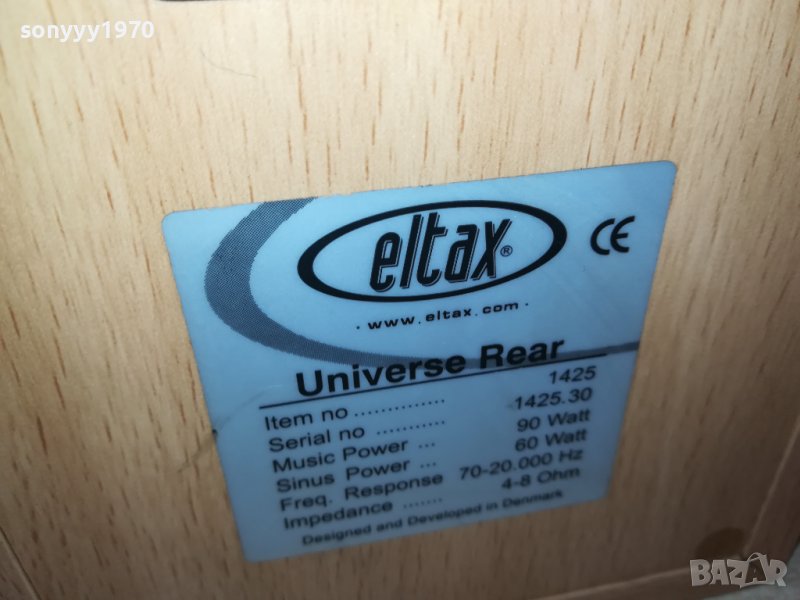 sonyyy1970
eltax®
CE
· www.eltax.com ·
Universe Rear
Item no .............. 1425
Serial no ........... 1425.30
Music Power ... 90 Watt
Sinus Power ... 60 Watt
Freq. Response 70-20.000 Hz
Impedance ....... 4-8 Ohm
Designed and Developed in Denmark
BAZAR